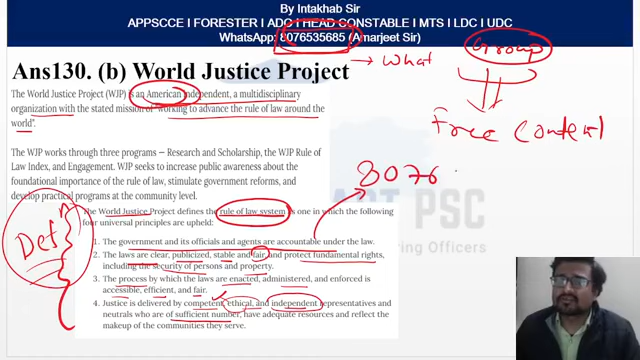 By Intakhab Sir
APPSCCE | FORESTER | ADC | HEAD CONSTABLE | MTS | LDC | UDC
WhatsApp: 8076535685 (Amarjeet Sir)
→ What
Group
Free Content
Ans130. (b) World Justice Project
The World Justice Project (WJP) is an American independent, a multidisciplinary
organization with the stated mission of "working to advance the rule of law around the
world".
The WJP works through three programs — Research and Scholarship, the WJP Rule of
Law Index, and Engagement. WJP seeks to increase public awareness about the
foundational importance of the rule of law, stimulate government reforms, and
develop practical programs at the community level.
8076
PSC
ring Officers
Def
The World Justice Project defines the rule of law system is one in which the following
four universal principles are upheld:
1. The government and its officials and agents are accountable under the law.
2. The laws are clear, publicized, stable and fair, and protect fundamental rights,
including the security of persons and property.
3. The process by which the laws are enacted, administered, and enforced is
accessible, efficient, and fair.
4. Justice is delivered by competent, ethical, and independent representatives and
neutrals who are of sufficient number, have adequate resources and reflect the
makeup of the communities they serve.